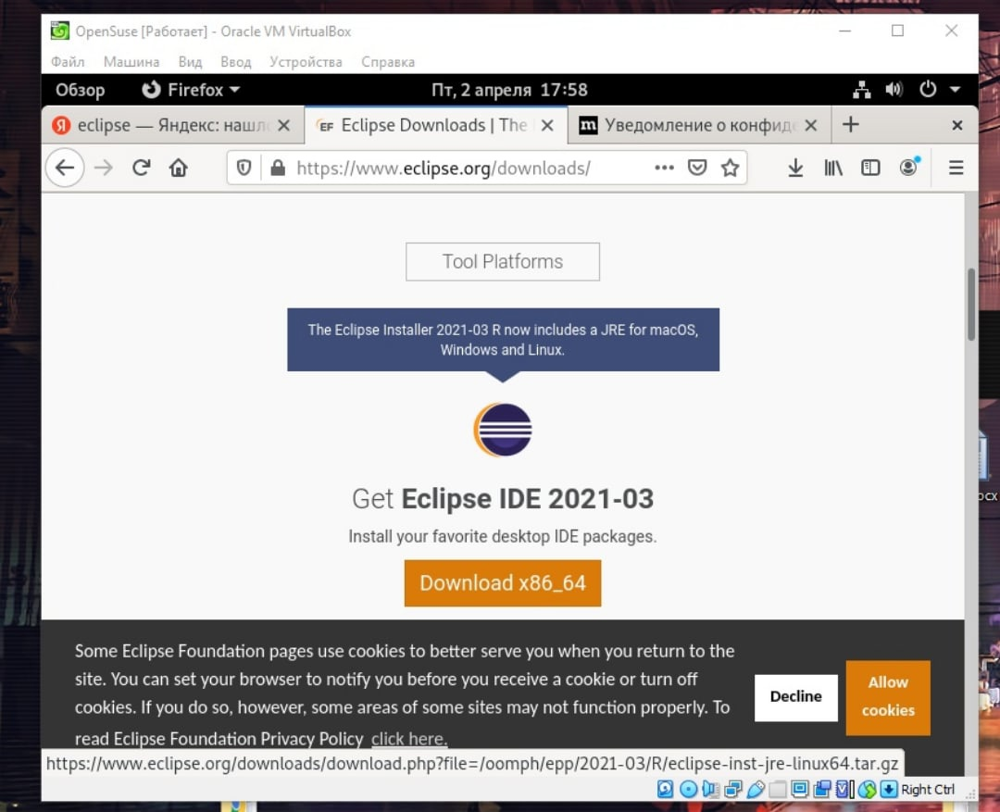 OpenSuse [Работает] - Oracle VM VirtualBox
Файл Машина Вид Ввод Устройства Справка
Обзор Firefox Пт, 2 апреля 17:58
Я eclipse — Яндекс: нашл
EF Eclipse Downloads | The
m Уведомление о конфиде
https://www.eclipse.org/downloads/
Tool Platforms
The Eclipse Installer 2021-03 R now includes a JRE for macOS,
Windows and Linux.
Get Eclipse IDE 2021-03
Install your favorite desktop IDE packages.
Download x86_64
Some Eclipse Foundation pages use cookies to better serve you when you return to the
site. You can set your browser to notify you before you receive a cookie or turn off
cookies. If you do so, however, some areas of some sites may not function properly. To
read Eclipse Foundation Privacy Policy click here.
Decline
Allow
cookies
https://www.eclipse.org/downloads/download.php?file=/oomph/epp/2021-03/R/eclipse-inst-jre-linux64.tar.gz
Right Ctrl